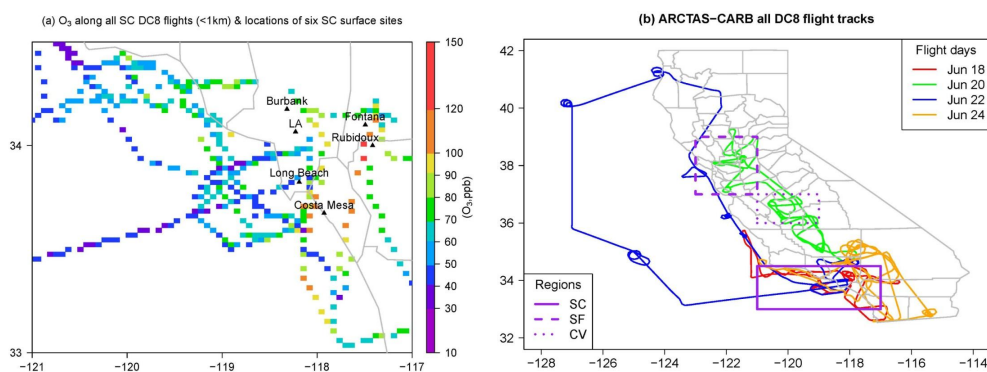 (a) O₃ along all SC DC8 flights (<1km) & locations of six SC surface sites
34
33
−121
−120
−119
−118
−117
Burbank
LA
Fontana
Rubidoux
Long Beach
Costa Mesa
150
120
100
90
80
70
60
50
40
30
10
(O₃,ppb)
(b) ARCTAS−CARB all DC8 flight tracks
42
40
38
36
34
32
−128
−126
−124
−122
−120
−118
−116
−114
Flight days
Jun 18
Jun 20
Jun 22
Jun 24
Regions
SC
SF
CV